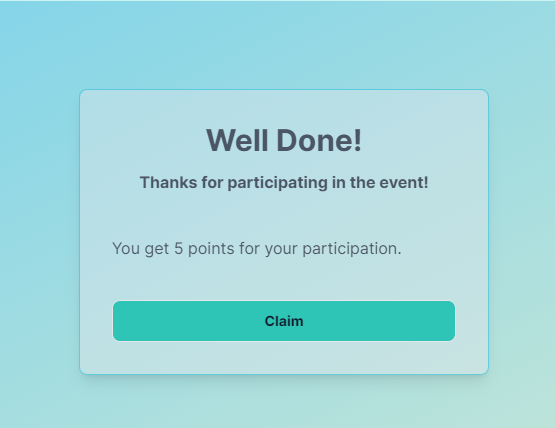 Well Done!
Thanks for participating in the event!
You get 5 points for your participation.
Claim